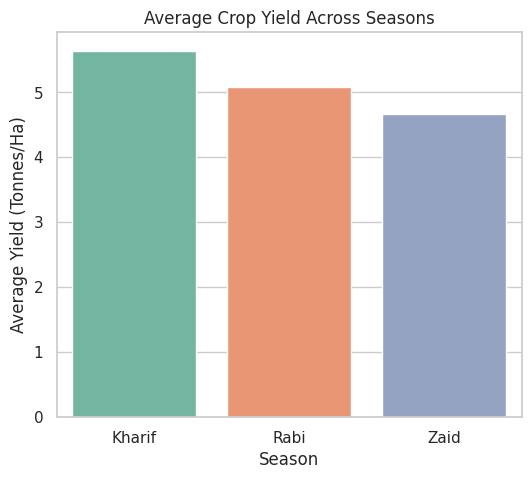 Average Crop Yield Across Seasons
Average Yield (Tonnes/Ha)
5
4
3
2
1
0
Kharif Rabi Zaid
Season